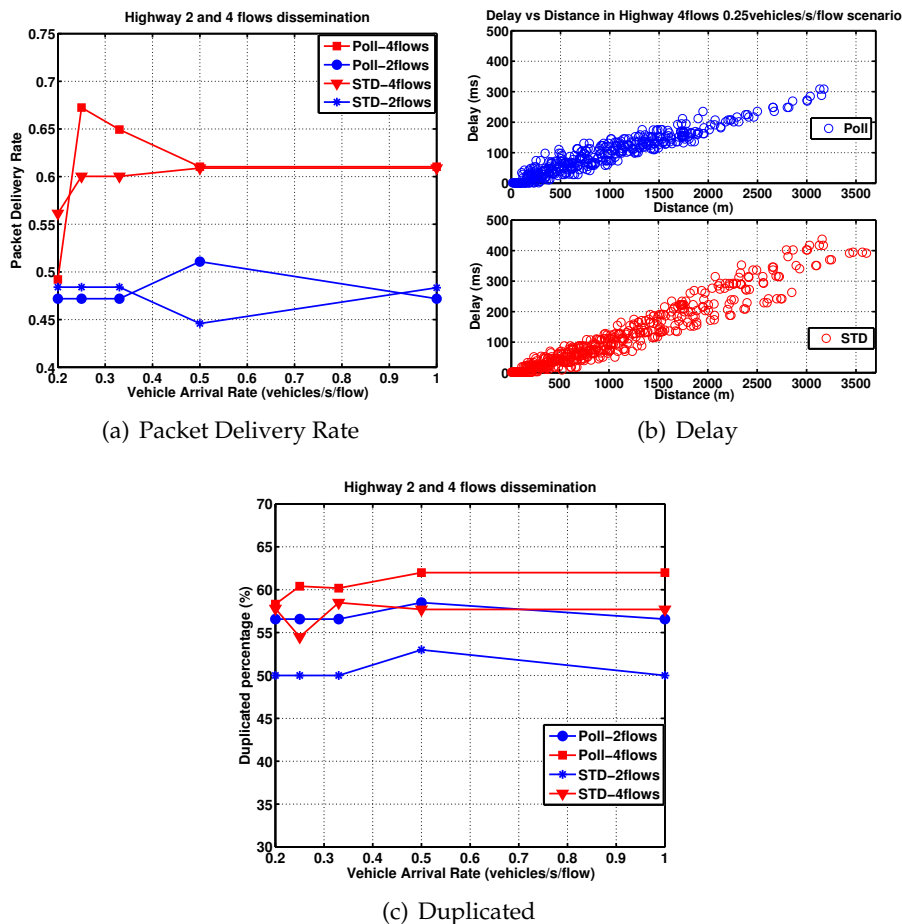 Highway 2 and 4 flows dissemination
0.75
0.7
0.65
0.6
0.55
0.5
0.45
0.4
Packet Delivery Rate
Poll−4flows
Poll−2flows
STD−4flows
STD−2flows
0.2 0.3 0.4 0.5 0.6 0.7 0.8 0.9 1
Vehicle Arrival Rate (vehicles/s/flow)
(a) Packet Delivery Rate
Delay vs Distance in Highway 4flows 0.25vehicles/s/flow scenario
500
400
300
200
100
0
Delay (ms)
Poll
500 1000 1500 2000 2500 3000 3500
Distance (m)
500
400
300
200
100
0
Delay (ms)
STD
500 1000 1500 2000 2500 3000 3500
Distance (m)
(b) Delay
Highway 2 and 4 flows dissemination
70
65
60
55
50
45
40
35
30
Duplicated percentage (%)
Poll−2flows
Poll−4flows
STD−2flows
STD−4flows
0.2 0.3 0.4 0.5 0.6 0.7 0.8 0.9 1
Vehicle Arrival Rate (vehicles/s/flow)
(c) Duplicated